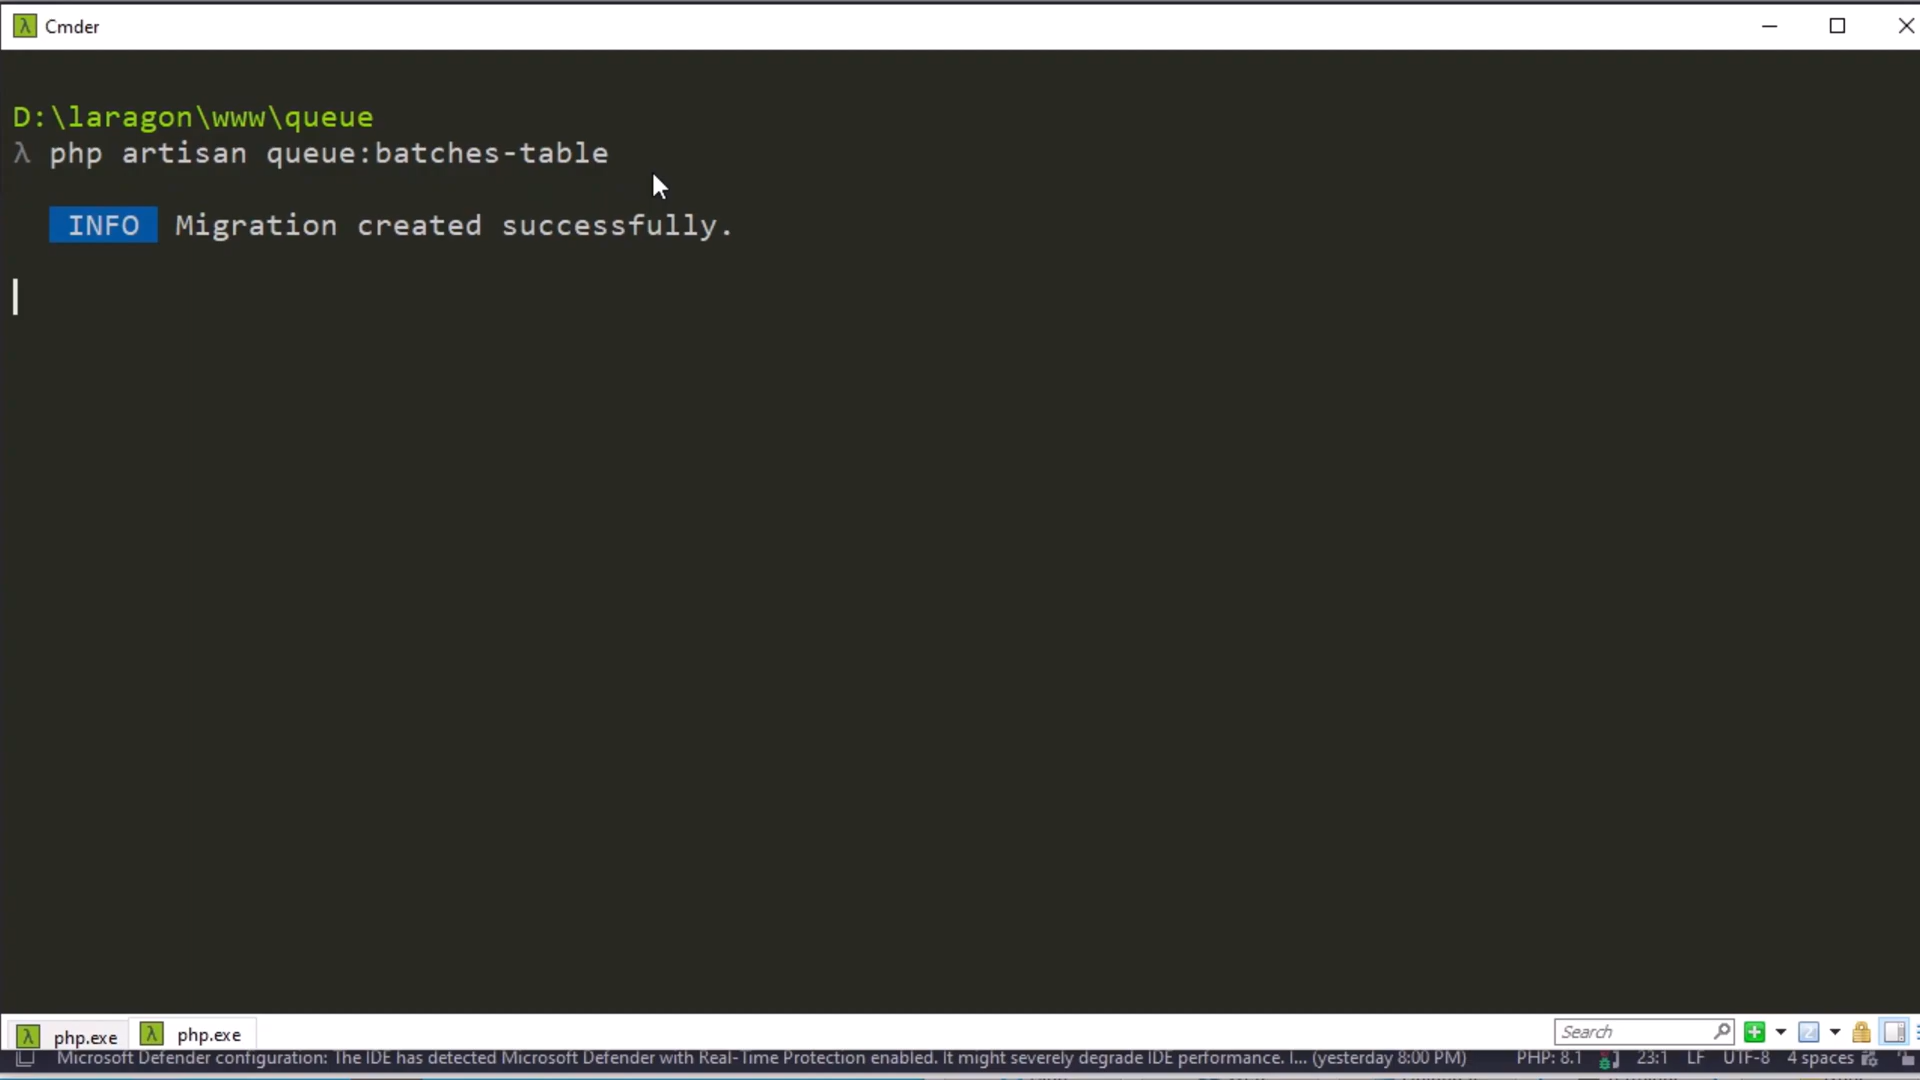 Cmder
D:\laragon\www\queue
λ php artisan queue:batches-table
INFO Migration created successfully.
php.exe php.exe Search
Microsoft Defender configuration: The IDE has detected Microsoft Defender with Real-Time Protection enabled. It might severely degrade IDE performance. I... (yesterday 8:00 PM) PHP: 8.1 23:1 LF UTF-8 4 spaces